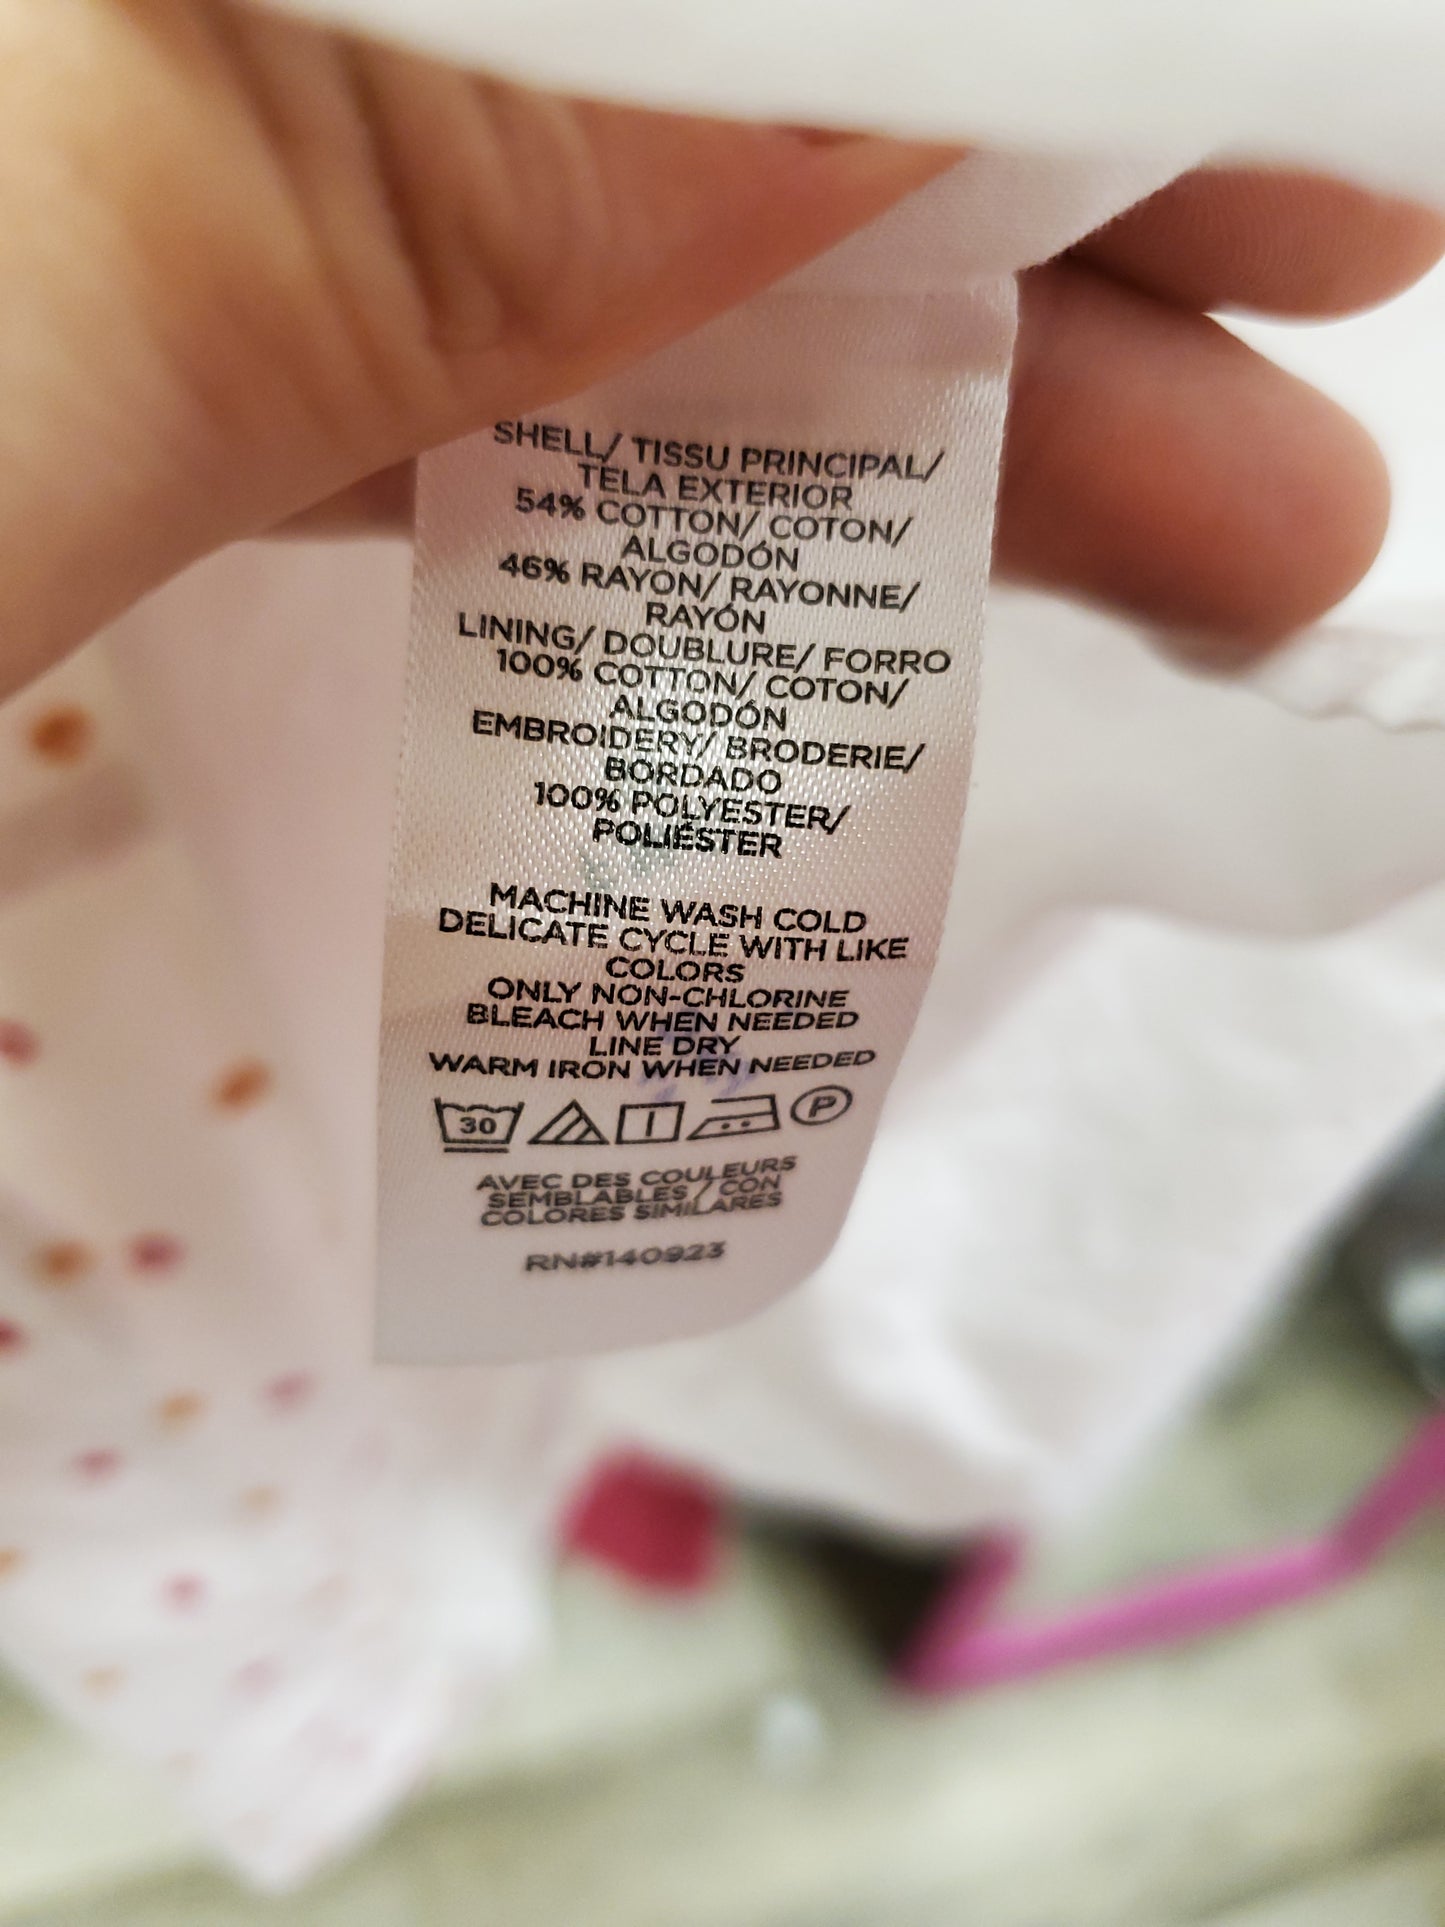 SHELL/ TISSU PRINCIPAL/
TELA EXTERIOR
54% COTTON/ COTON/
ALGODÓN
46% RAYON/ RAYONNE/
RAYÓN
LINING/ DOUBLURE/ FORRO
100% COTTON/ COTON/
ALGODÓN
EMBROIDERY/ BRODERIE/
BORDADO
100% POLYESTER/
POLIÉSTER
MACHINE WASH COLD
DELICATE CYCLE WITH LIKE
COLORS
ONLY NON-CHLORINE
BLEACH WHEN NEEDED
LINE DRY
WARM IRON WHEN NEEDED
30 P
AVEC DES COULEURS
SEMBLABLES / CON
COLORES SIMILARES
RN#140923